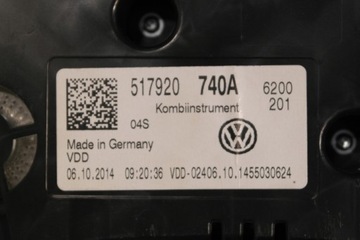 517920 740A 6200
Kombiinstrument 201
04S
Made in Germany
VDD
06.10.2014 09:20:36 VDD-02406.10.1455030624